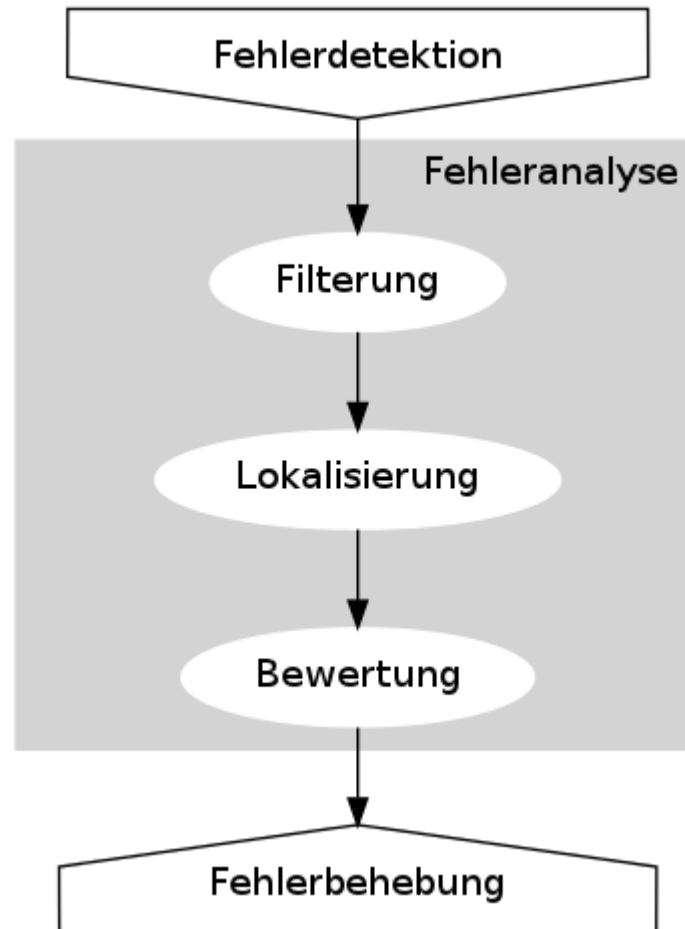 Fehlerdetektion
Fehleranalyse
Filterung
Lokalisierung
Bewertung
Fehlerbehebung